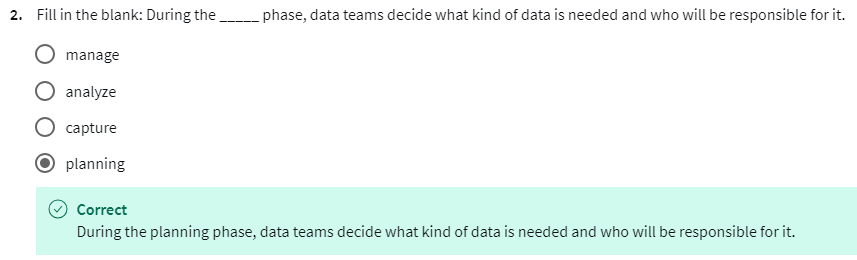 2. Fill in the blank: During the _____ phase, data teams decide what kind of data is needed and who will be responsible for it.
manage
analyze
capture
planning
Correct
During the planning phase, data teams decide what kind of data is needed and who will be responsible for it.